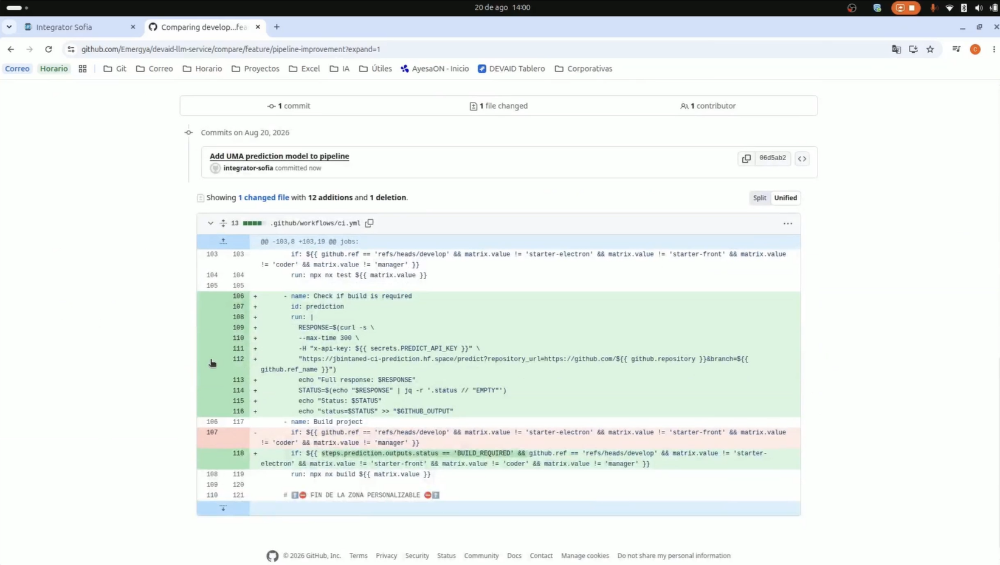 20 de ago 14:00
Integrator Sofia
Comparing develop...fea
github.com/Emergya/devaid-llm-service/compare/feature/pipeline-improvement?expand=1
C
Correo Horario Git Correo Horario Proyectos Excel IA Útiles AyesaON - Inicio DEVAID Tablero Corporativas
1 commit 1 file changed 1 contributor
Commits on Aug 20, 2026
Add UMA prediction model to pipeline
integrator-sofia committed now
06d5ab2
Showing 1 changed file with 12 additions and 1 deletion.
Split Unified
13 .github/workflows/ci.yml
@@ -103,8 +103,19 @@ jobs:
103 103 if: ${{ github.ref == 'refs/heads/develop' && matrix.value != 'starter-electron' && matrix.value != 'starter-front' && matrix.value
!= 'coder' && matrix.value != 'manager' }}
104 104 run: npx nx test ${{ matrix.value }}
105 105
106 + - name: Check if build is required
107 + id: prediction
108 + run: |
109 + RESPONSE=$(curl -s \
110 + --max-time 300 \
111 + -H "x-api-key: ${{ secrets.PREDICT_API_KEY }}" \
112 + "https://jbintaned-ci-prediction.hf.space/predict?repository_url=https://github.com/${{ github.repository }}&branch=${{
github.ref_name }}")
113 + echo "Full response: $RESPONSE"
114 + STATUS=$(echo "$RESPONSE" | jq -r '.status // "EMPTY"')
115 + echo "Status: $STATUS"
116 + echo "status=$STATUS" >> "$GITHUB_OUTPUT"
106 117 - name: Build project
107 - if: ${{ github.ref == 'refs/heads/develop' && matrix.value != 'starter-electron' && matrix.value != 'starter-front' && matrix.value
!= 'coder' && matrix.value != 'manager' }}
118 + if: ${{ steps.prediction.outputs.status == 'BUILD_REQUIRED' && github.ref == 'refs/heads/develop' && matrix.value != 'starter-
electron' && matrix.value != 'starter-front' && matrix.value != 'coder' && matrix.value != 'manager' }}
108 119 run: npx nx build ${{ matrix.value }}
109 120
110 121 # ⬆️⛔ FIN DE LA ZONA PERSONALIZABLE ⛔⬆️
© 2026 GitHub, Inc. Terms Privacy Security Status Community Docs Contact Manage cookies Do not share my personal information